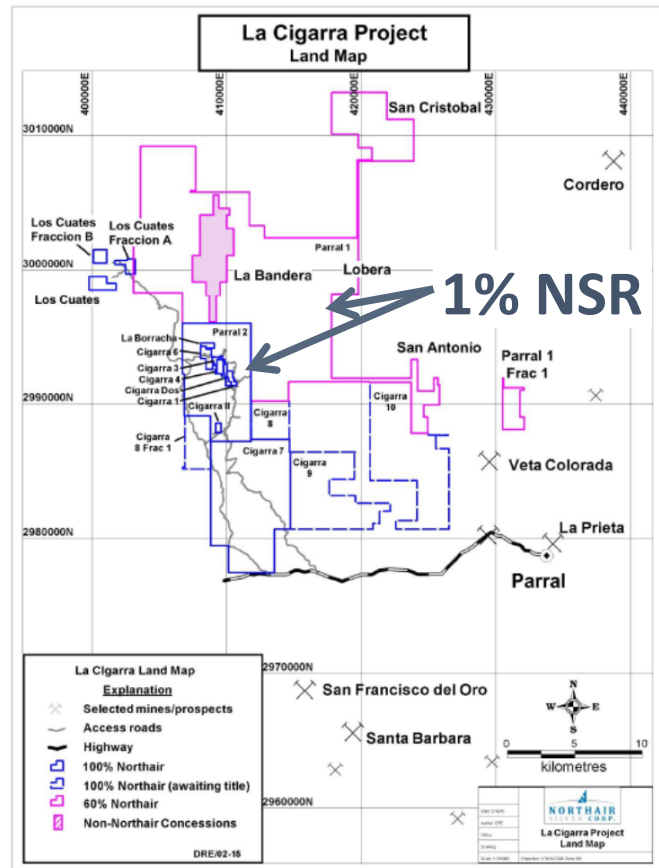 La Cigarra Project
Land Map
400000E
410000E
420000E
430000E
440000E
3010000N
3000000N
2990000N
2980000N
2970000N
2960000N
San Cristobal
Cordero
Los Cuates
Fraccion B
Los Cuates
Fraccion A
Parral 1
La Bandera
Lobera
Los Cuates
1% NSR
Parral 2
La Borracha
Cigarra 6
Cigarra 3
Cigarra 4
Cigarra Dos
Cigarra 1
San Antonio
Parral 1
Frac 1
Cigarra II
Cigarra
8
Cigarra
10
Cigarra
8 Frac 1
Cigarra 7
Cigarra
9
Veta Colorada
La Prieta
Parral
San Francisco del Oro
Santa Barbara
La CIgarra Land Map
Explanation
Selected mines/prospects
Access roads
Highway
100% Northair
100% Northair (awaiting title)
60% Northair
Non-Northair Concessions
DRE/02-15
N
W
E
S
0
5
10
kilometres
NORTHAIR
SILVER CORP.
La Cigarra Project
Land Map